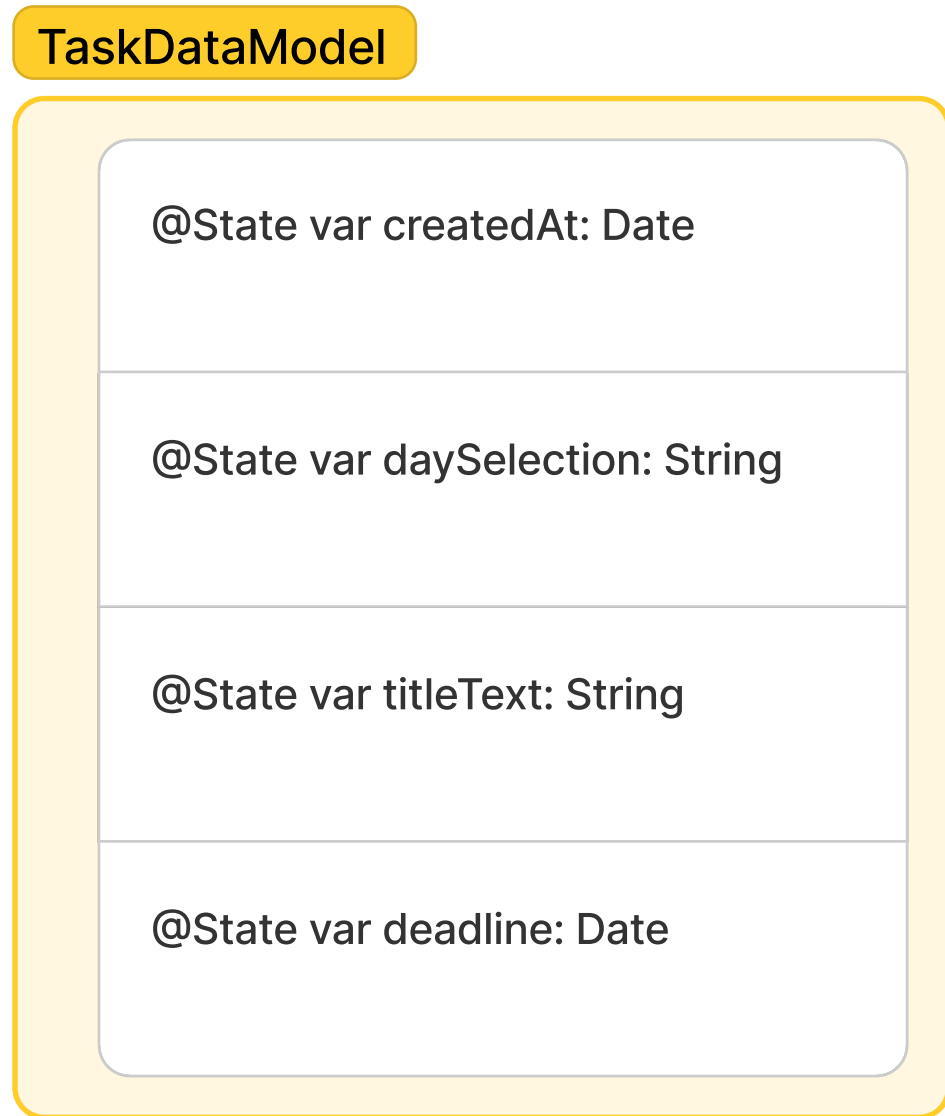 TaskDataModel
@State var createdAt: Date
@State var daySelection: String
@State var titleText: String
@State var deadline: Date